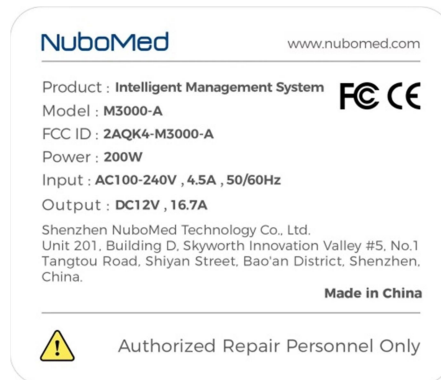 NuboMed
www.nubomed.com
Product : Intelligent Management System
FC CE
Model : M3000-A
FCC ID : 2AQK4-M3000-A
Power : 200W
Input : AC100-240V , 4.5A , 50/60Hz
Output : DC12V , 16.7A
Shenzhen NuboMed Technology Co., Ltd.
Unit 201, Building D, Skyworth Innovation Valley #5, No.1
Tangtou Road, Shiyan Street, Bao'an District, Shenzhen,
China.
Made in China
Authorized Repair Personnel Only